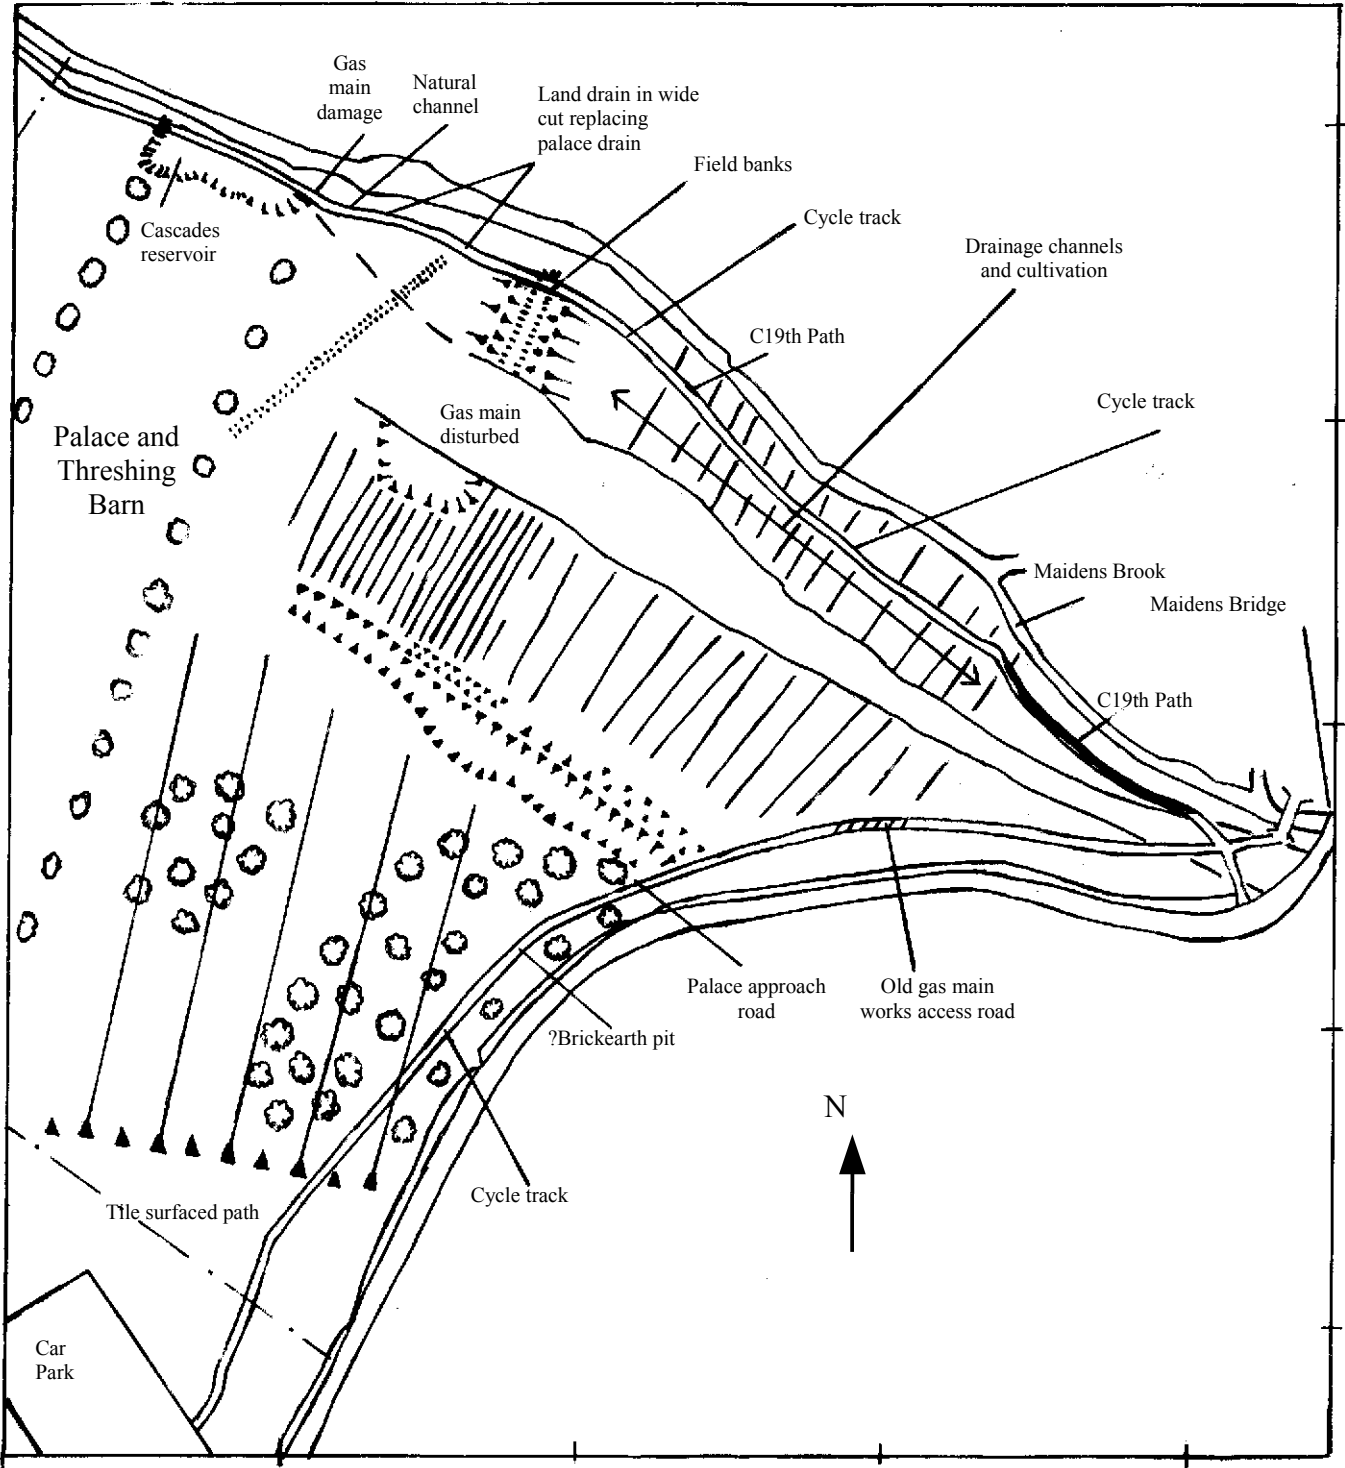 Gas
main
damage
Natural
channel
Land drain in wide
cut replacing
palace drain
Field banks
Cycle track
Drainage channels
and cultivation
Cascades
reservoir
C19th Path
Cycle track
Gas main
disturbed
Palace and
Threshing
Barn
Maidens Brook
Maidens Bridge
C19th Path
Palace approach
road
Old gas main
works access road
?Brickearth pit
N
Cycle track
Tile surfaced path
Car
Park